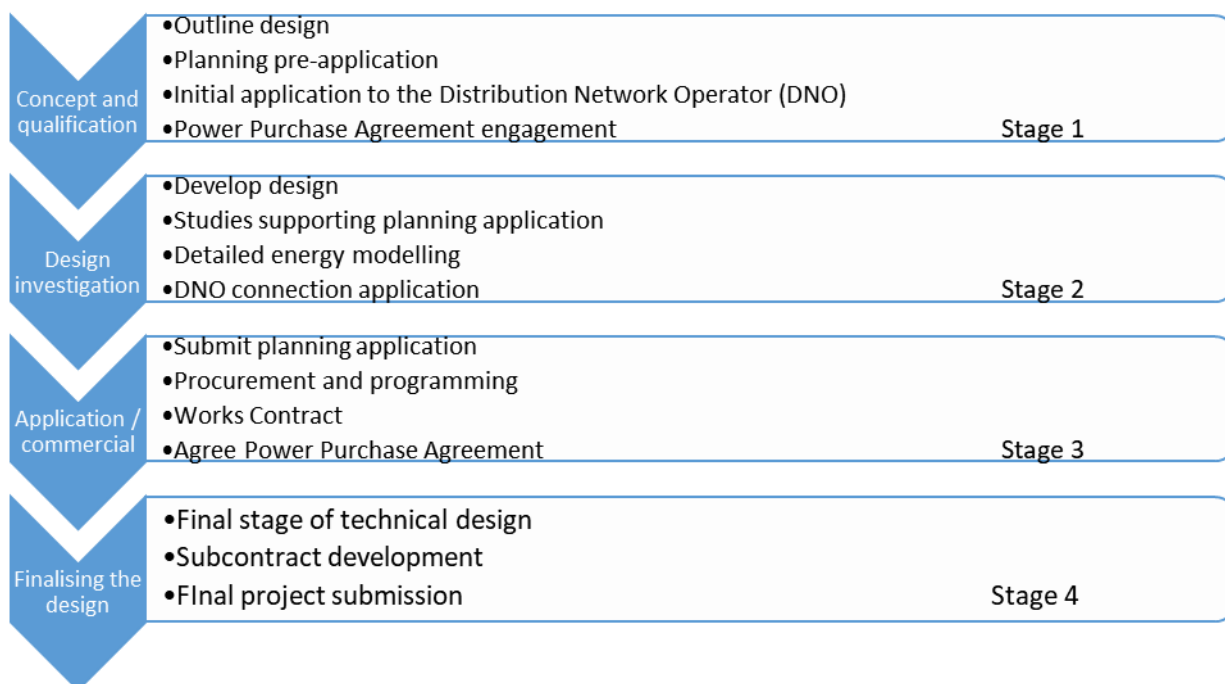 Concept and
qualification
•Outline design
•Planning pre-application
•Initial application to the Distribution Network Operator (DNO)
•Power Purchase Agreement engagement Stage 1
Design
investigation
•Develop design
•Studies supporting planning application
•Detailed energy modelling
•DNO connection application Stage 2
Application /
commercial
•Submit planning application
•Procurement and programming
•Works Contract
•Agree Power Purchase Agreement Stage 3
Finalising the
design
•Final stage of technical design
•Subcontract development
•FInal project submission Stage 4